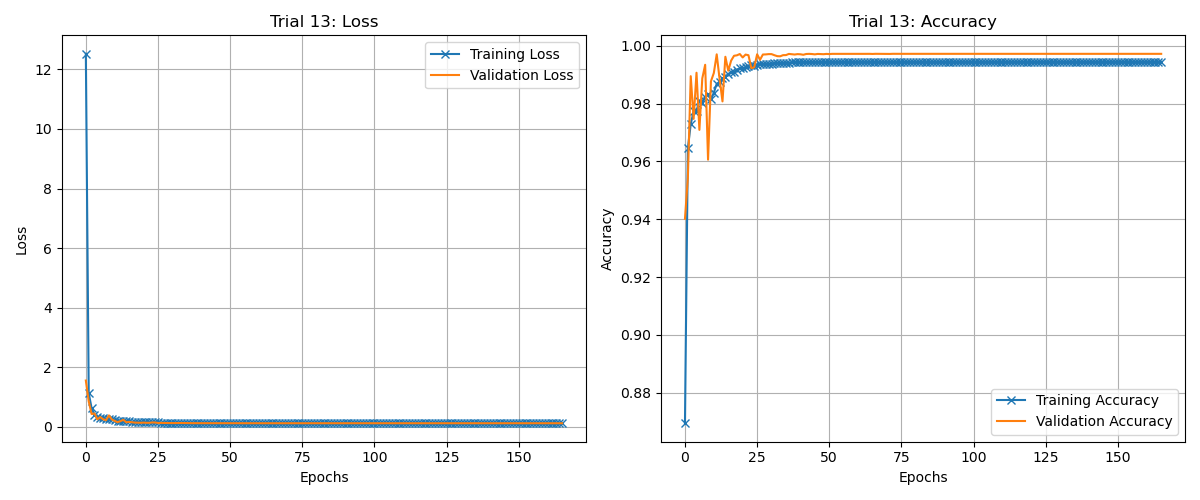 Trial 13: Loss
Loss
12
10
8
6
4
2
0
Training Loss
Validation Loss
0 25 50 75 100 125 150
Epochs
Trial 13: Accuracy
Accuracy
1.00
0.98
0.96
0.94
0.92
0.90
0.88
Training Accuracy
Validation Accuracy
0 25 50 75 100 125 150
Epochs